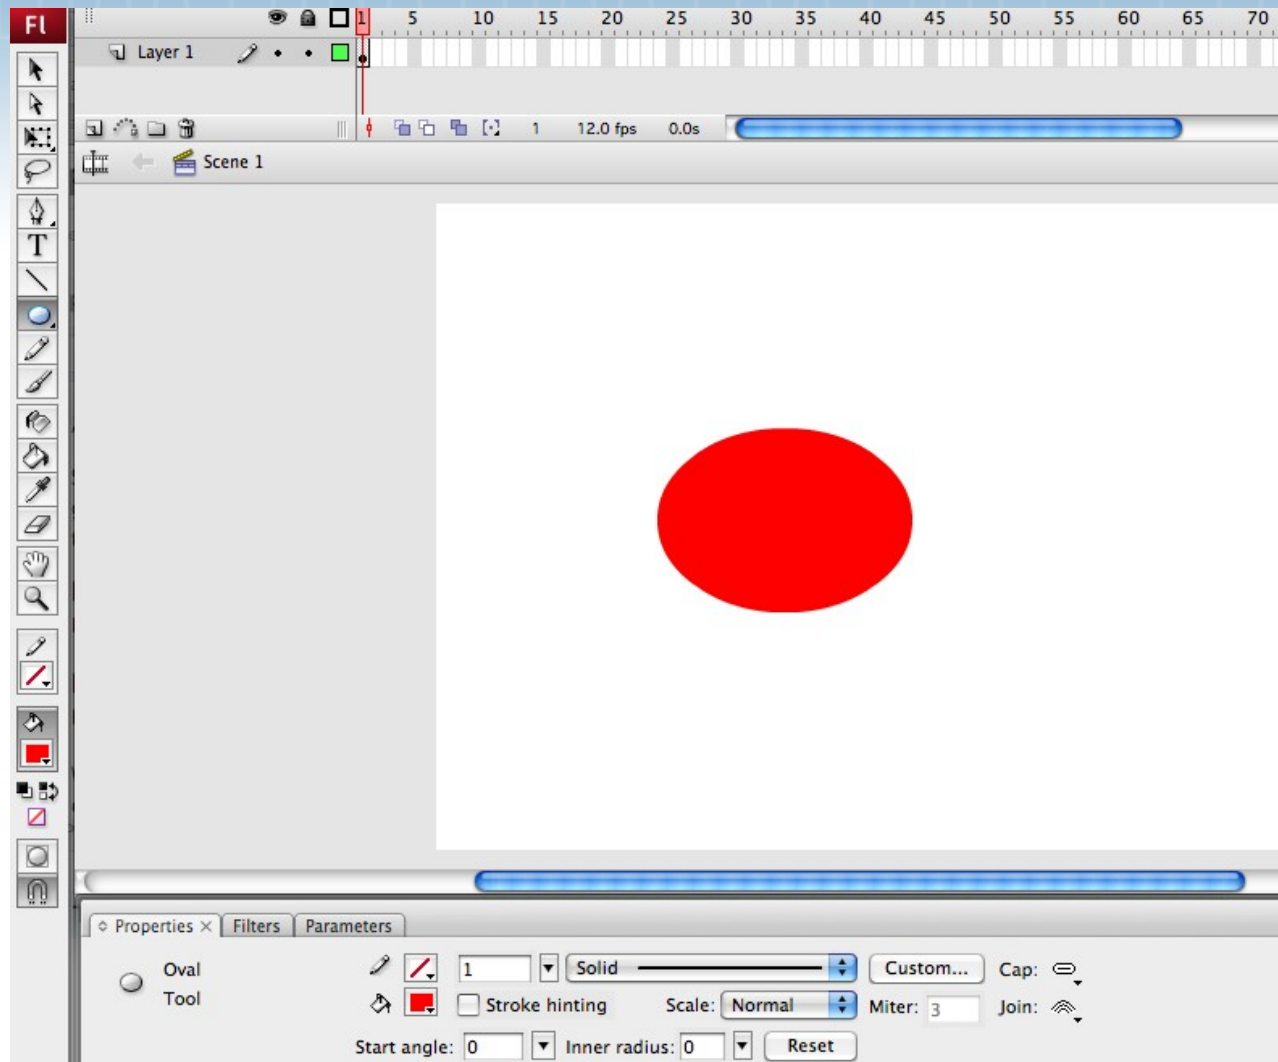 Fl
1 5 10 15 20 25 30 35 40 45 50 55 60 65 70
Layer 1
1 12.0 fps 0.0s
Scene 1
T
Properties × Filters Parameters
1 Solid Custom... Cap:
Oval
Tool
Stroke hinting Scale: Normal Miter: 3 Join:
Start angle: 0 Inner radius: 0 Reset